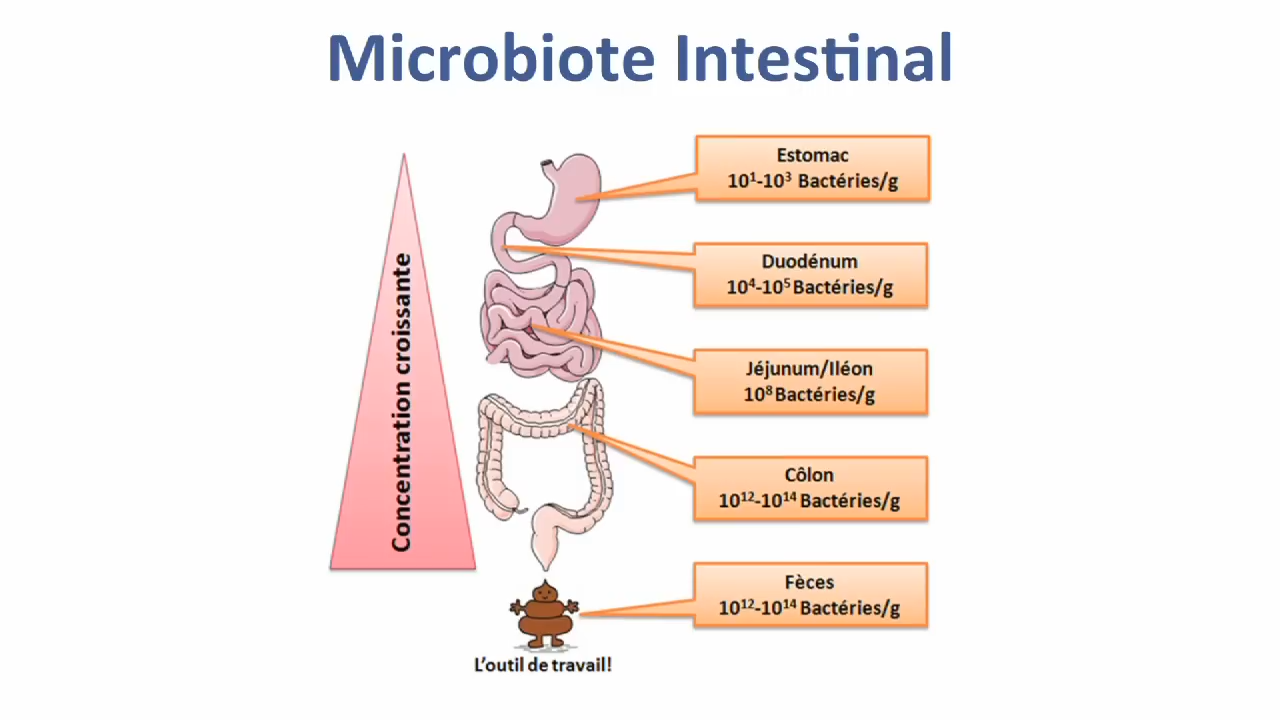 Microbiote Intestinal
Concentration croissante
Estomac
10¹-10³ Bactéries/g
Duodénum
10⁴-10⁵ Bactéries/g
Jéjunum/Iléon
10⁸ Bactéries/g
Côlon
10¹²-10¹⁴ Bactéries/g
Fèces
10¹²-10¹⁴ Bactéries/g
L'outil de travail!